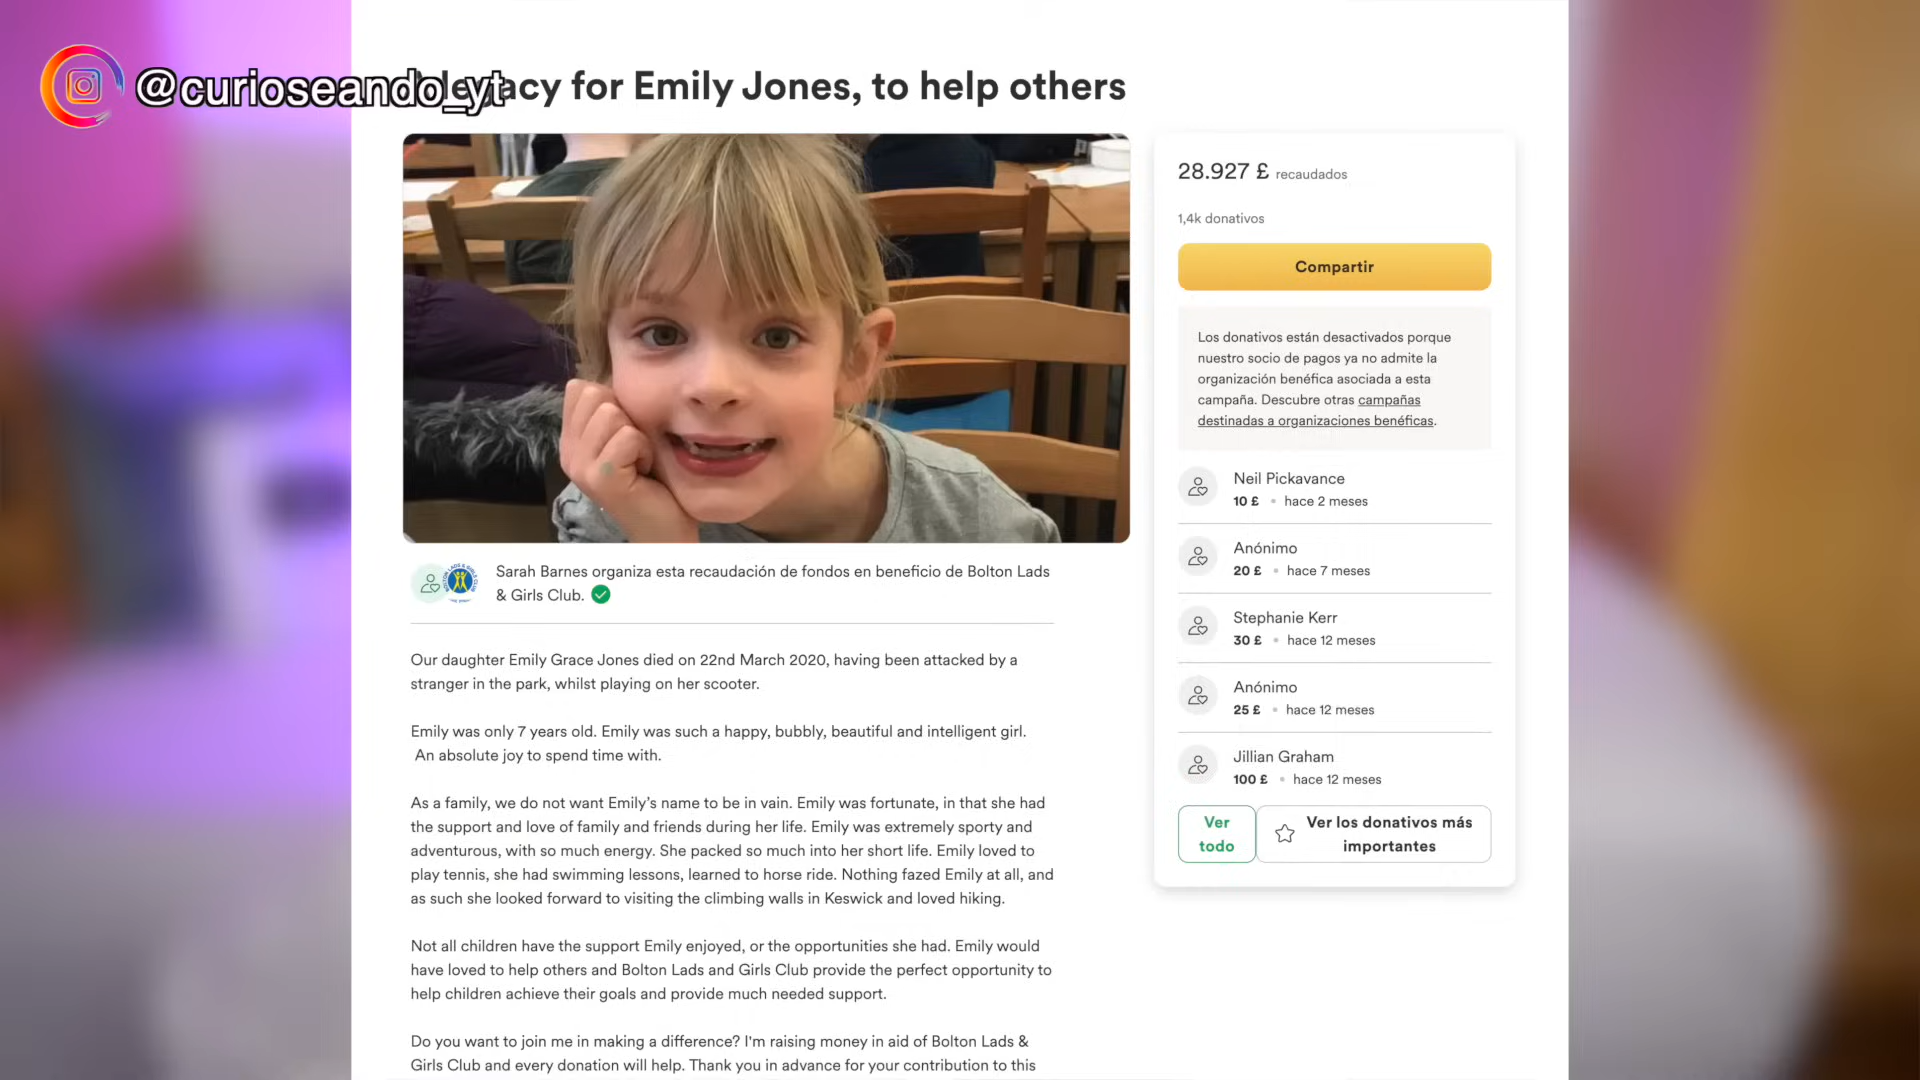 @curioseando_yt
legacy for Emily Jones, to help others
28.927 £ recaudados
1,4k donativos
Compartir
Los donativos están desactivados porque
nuestro socio de pagos ya no admite la
organización benéfica asociada a esta
campaña. Descubre otras campañas
destinadas a organizaciones benéficas.
Neil Pickavance
10 £ • hace 2 meses
Anónimo
20 £ • hace 7 meses
Stephanie Kerr
30 £ • hace 12 meses
Anónimo
25 £ • hace 12 meses
Jillian Graham
100 £ • hace 12 meses
Ver
todo
Ver los donativos más
importantes
Sarah Barnes organiza esta recaudación de fondos en beneficio de Bolton Lads
& Girls Club.
Our daughter Emily Grace Jones died on 22nd March 2020, having been attacked by a
stranger in the park, whilst playing on her scooter.
Emily was only 7 years old. Emily was such a happy, bubbly, beautiful and intelligent girl.
An absolute joy to spend time with.
As a family, we do not want Emily's name to be in vain. Emily was fortunate, in that she had
the support and love of family and friends during her life. Emily was extremely sporty and
adventurous, with so much energy. She packed so much into her short life. Emily loved to
play tennis, she had swimming lessons, learned to horse ride. Nothing fazed Emily at all, and
as such she looked forward to visiting the climbing walls in Keswick and loved hiking.
Not all children have the support Emily enjoyed, or the opportunities she had. Emily would
have loved to help others and Bolton Lads and Girls Club provide the perfect opportunity to
help children achieve their goals and provide much needed support.
Do you want to join me in making a difference? I'm raising money in aid of Bolton Lads &
Girls Club and every donation will help. Thank you in advance for your contribution to this